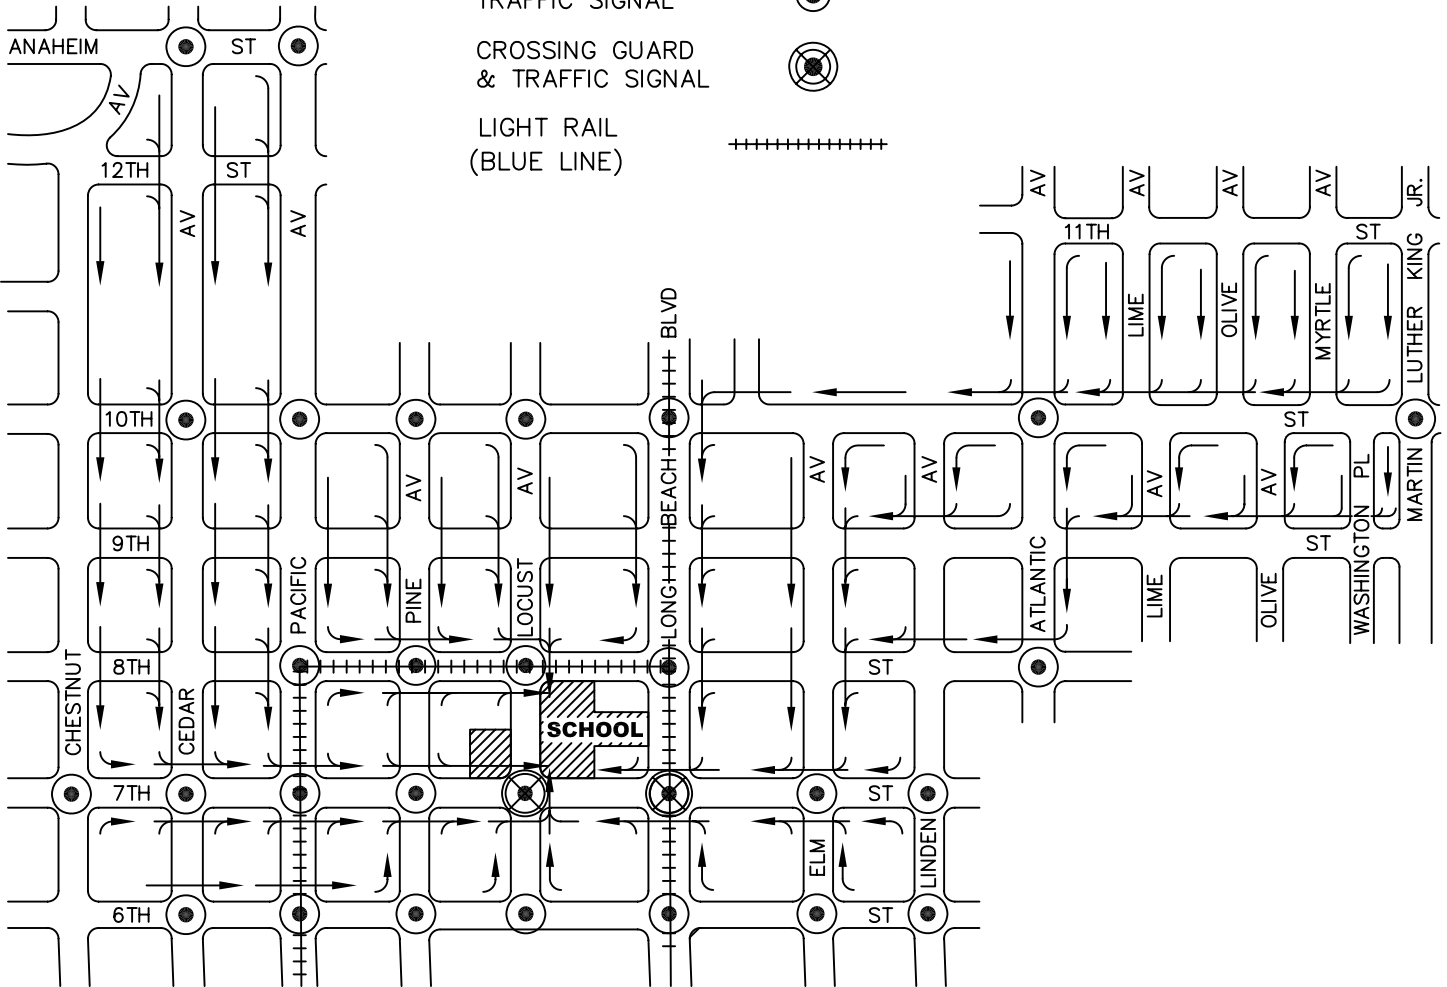 TRAFFIC SIGNAL
CROSSING GUARD
& TRAFFIC SIGNAL
LIGHT RAIL
(BLUE LINE)
ANAHEIM ST
AV
12TH ST
AV
AV
AV
AV
AV
AV
11TH ST
LIME
OLIVE
MYRTLE
MARTIN LUTHER KING JR.
LONG BEACH BLVD
10TH ST
AV
AV
AV
AV
AV
AV
WASHINGTON PL
9TH ST
PACIFIC
PINE
LOCUST
ATLANTIC
LIME
OLIVE
8TH ST
CHESTNUT
CEDAR
SCHOOL
7TH ST
ELM
LINDEN
6TH ST